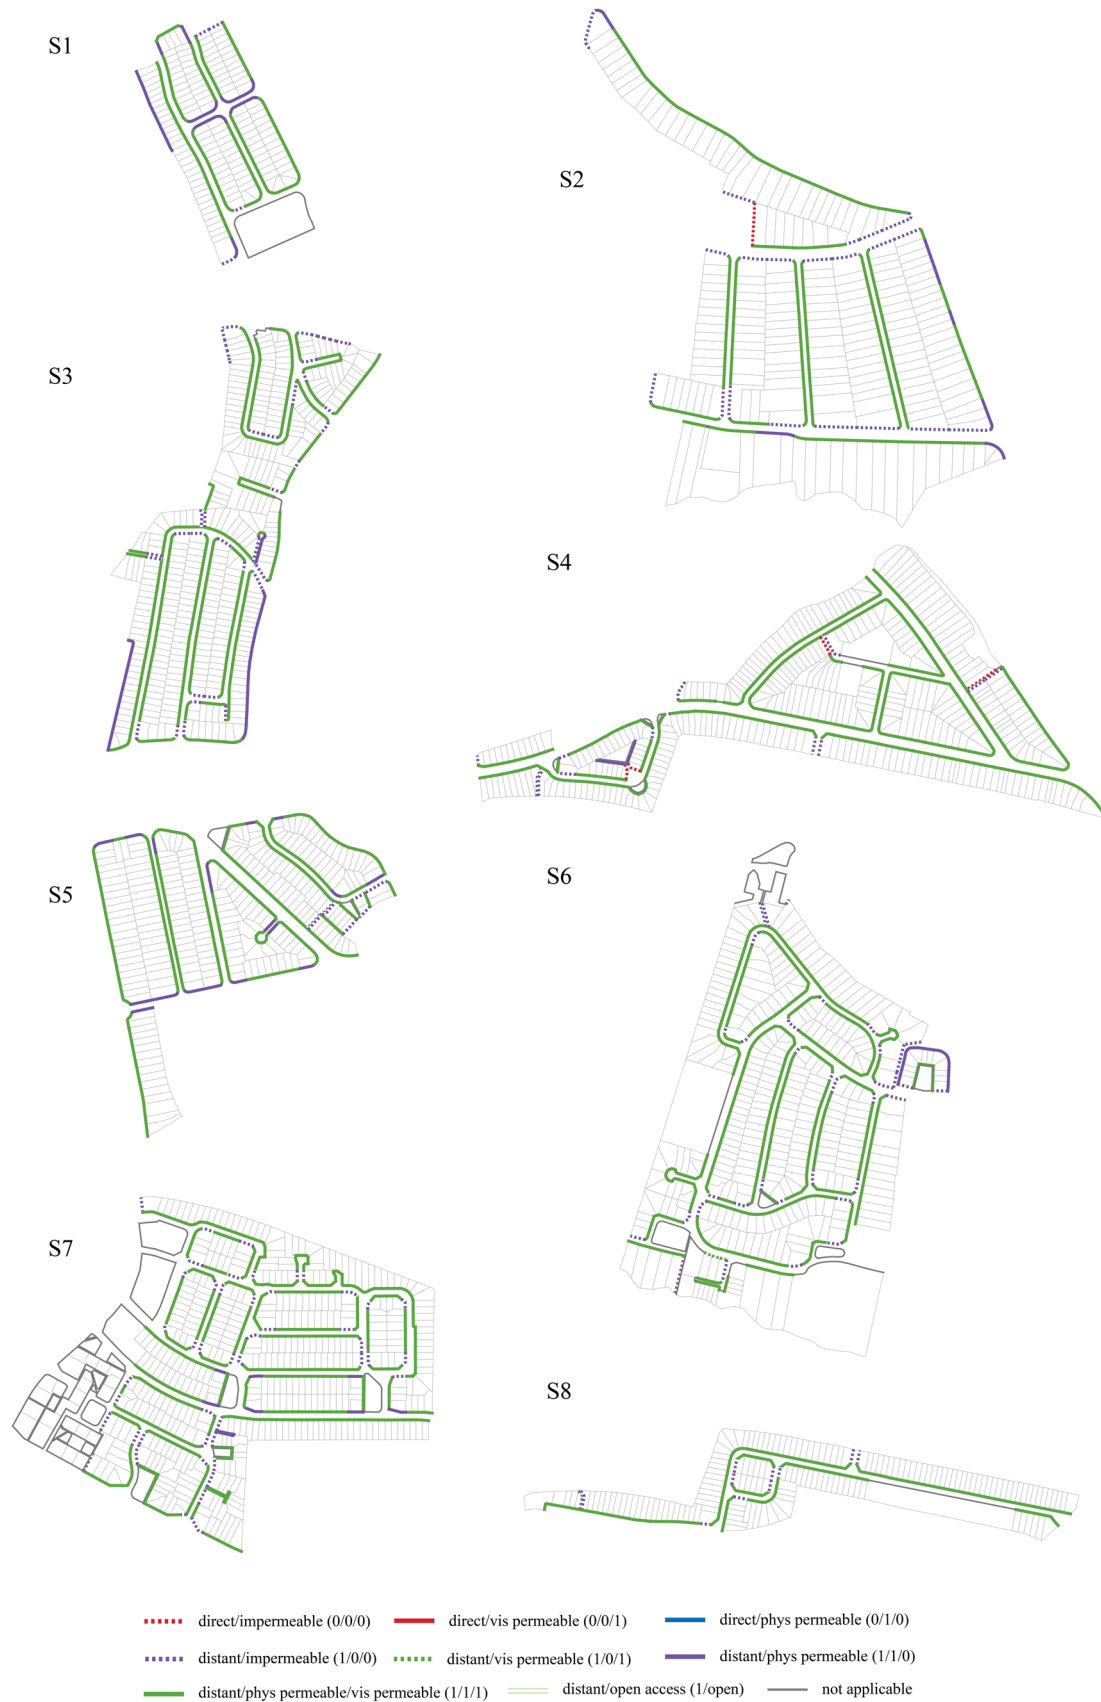 S1
S2
S3
S4
S5
S6
S7
S8
direct/impermeable (0/0/0)
direct/vis permeable (0/0/1)
direct/phys permeable (0/1/0)
distant/impermeable (1/0/0)
distant/vis permeable (1/0/1)
distant/phys permeable (1/1/0)
distant/phys permeable/vis permeable (1/1/1)
distant/open access (1/open)
not applicable